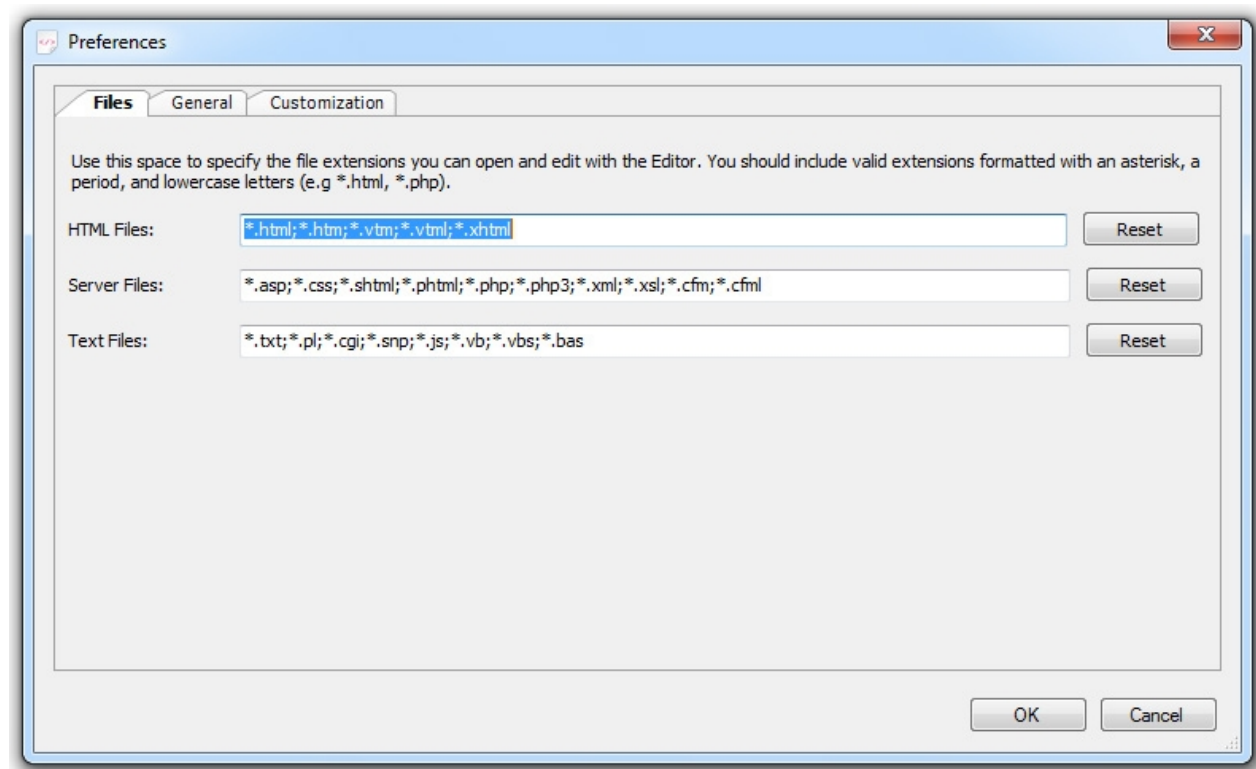 Preferences
X
Files General Customization
Use this space to specify the file extensions you can open and edit with the Editor. You should include valid extensions formatted with an asterisk, a
period, and lowercase letters (e.g *.html, *.php).
HTML Files: *.html;*.htm;*.vtm;*.vtml;*.xhtml Reset
Server Files: *.asp;*.css;*.shtml;*.phtml;*.php;*.php3;*.xml;*.xsl;*.cfm;*.cfml Reset
Text Files: *.txt;*.pl;*.cgi;*.snp;*.js;*.vb;*.vbs;*.bas Reset
OK Cancel